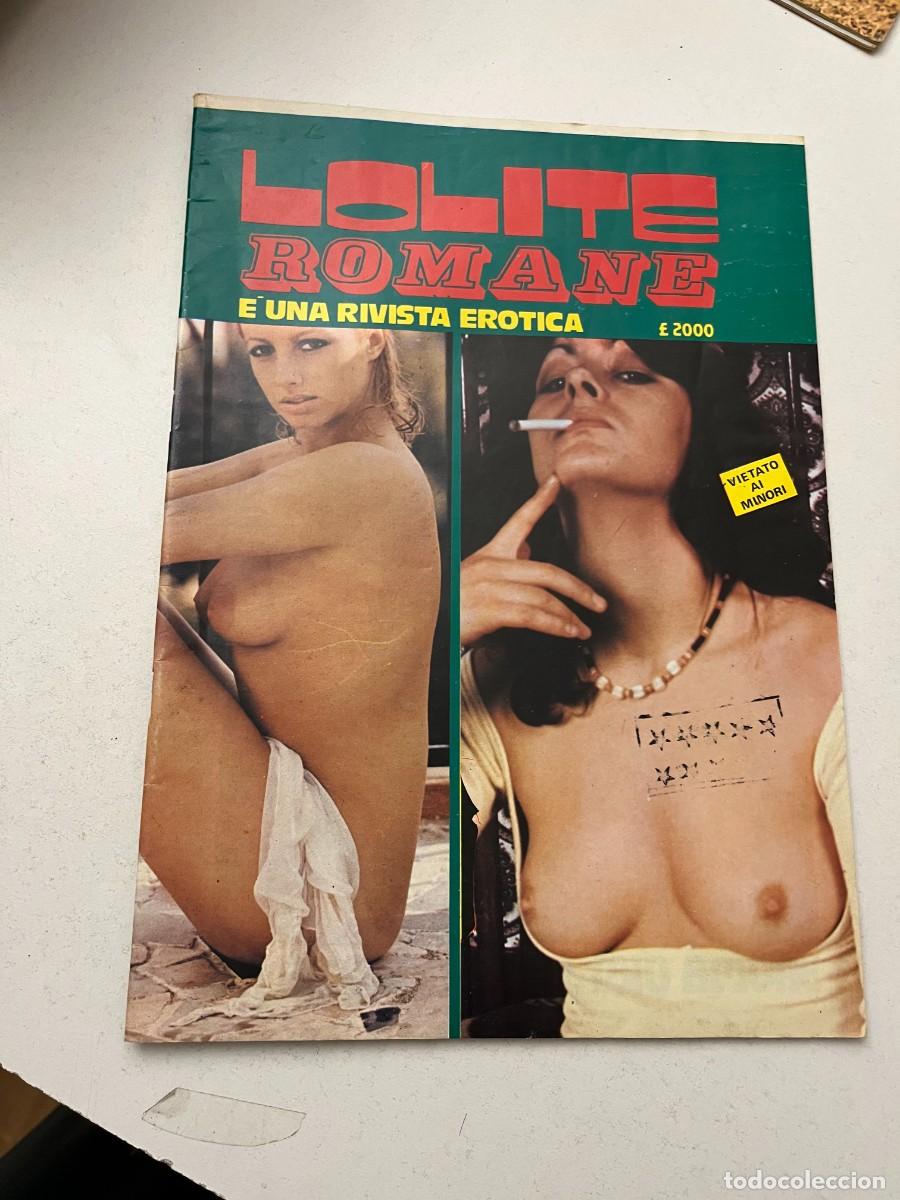 LOLITE
ROMANE
E' UNA RIVISTA EROTICA
£ 2000
VIETATO
AI
MINORI
todocoleccion